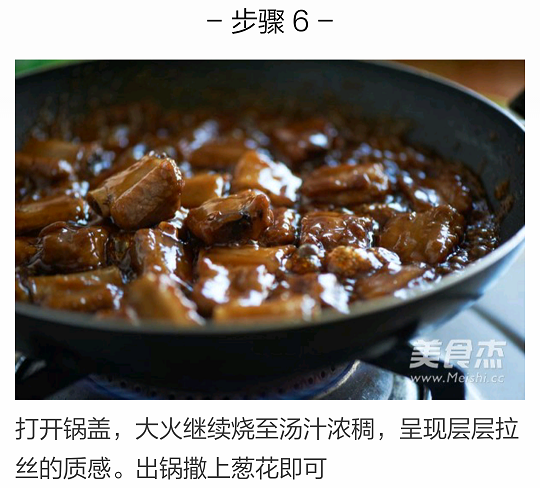 – 步骤 6 –
美食杰
www.Meishi.cc
打开锅盖，大火继续烧至汤汁浓稠，呈现层层拉
丝的质感。出锅撒上葱花即可